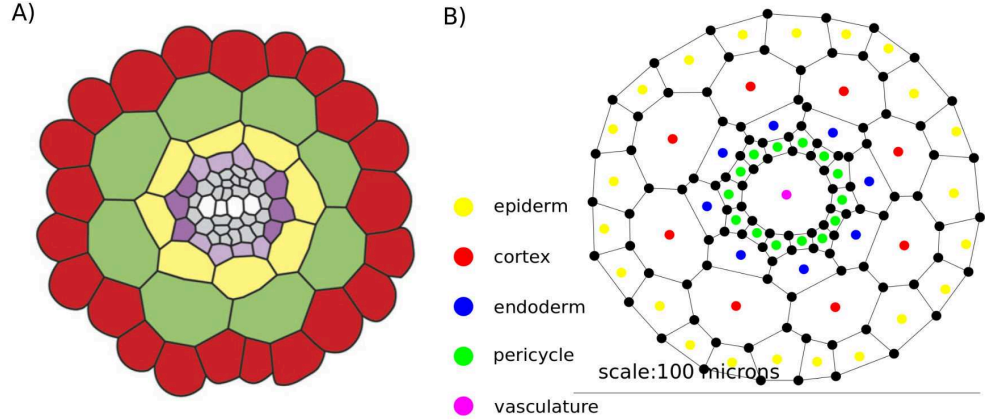 A)
B)
epiderm
cortex
endoderm
pericycle
vasculature
scale:100 microns